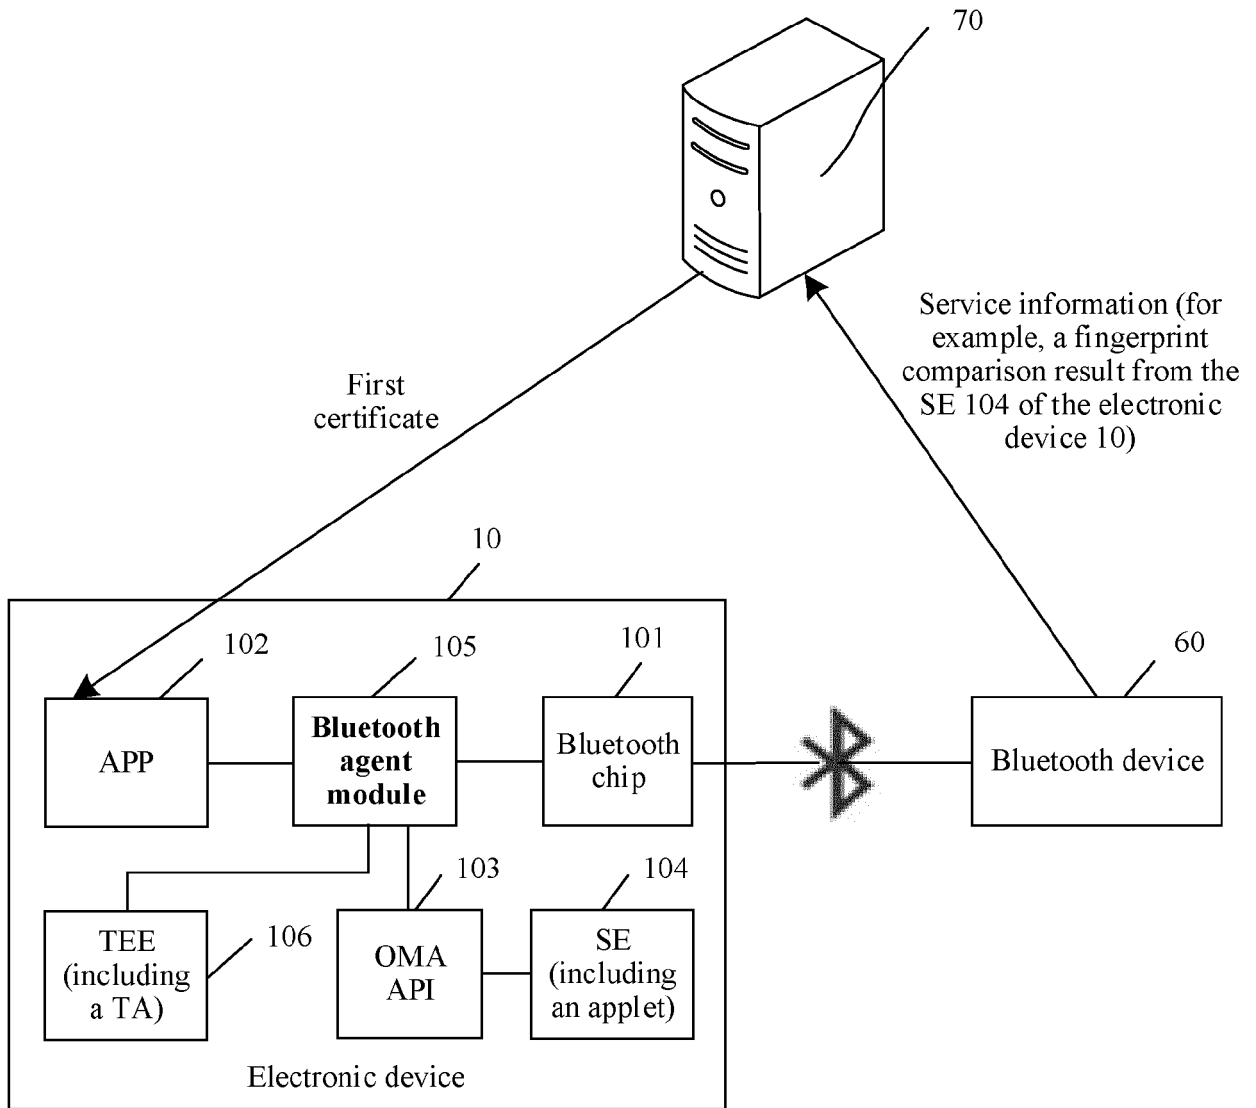 70
Service information (for
example, a fingerprint
comparison result from the
SE 104 of the electronic
device 10)
First
certificate
10
102
105
101
60
APP
Bluetooth
agent
module
Bluetooth
chip
Bluetooth device
103
104
TEE
(including
a TA)
106
OMA
API
SE
(including
an applet)
Electronic device